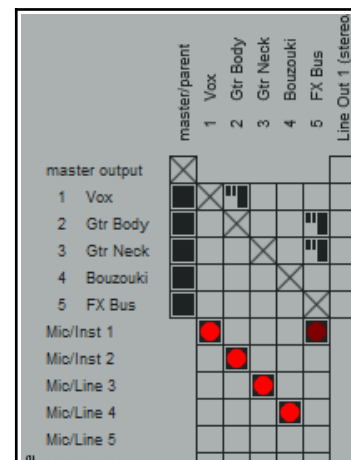 master/parent
1 Vox
2 Gtr Body
3 Gtr Neck
4 Bouzouki
5 FX Bus
Line Out 1 (stereo
master output
1 Vox
2 Gtr Body
3 Gtr Neck
4 Bouzouki
5 FX Bus
Mic/Inst 1
Mic/Inst 2
Mic/Line 3
Mic/Line 4
Mic/Line 5